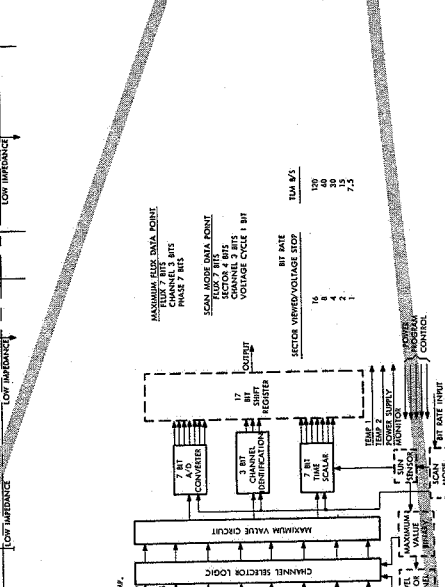 LOW IMPEDANCE
LOW IMPEDANCE
LOW IMPEDANCE
MAXIMUM FLUX DATA POINT
FLUX 7 BITS
CHANNEL 3 BITS
PHASE 7 BITS
SCAN MODE DATA POINT
FLUX 7 BITS
SECTOR 4 BITS
CHANNEL 3 BITS
VOLTAGE CYCLE 1 BIT
BIT RATE
SECTOR VIEWED/VOLTAGE STOP TLM B/S
16 120
8 60
4 30
2 15
1 7.5
OUTPUT
17
BIT
SHIFT
REGISTER
7 BIT
A/D
CONVERTER
3 BIT
CHANNEL
IDENTIFICATION
7 BIT
TIME
SCALAR
TEMP 1
TEMP 2
POWER SUPPLY
MONITOR
POWER
PROGRAM
CONTROL
BIT RATE INPUT
SUN
SENSOR
SCAN
MAXIMUM
VALUE
MAXIMUM VALUE CIRCUIT
CHANNEL SELECTOR LOGIC